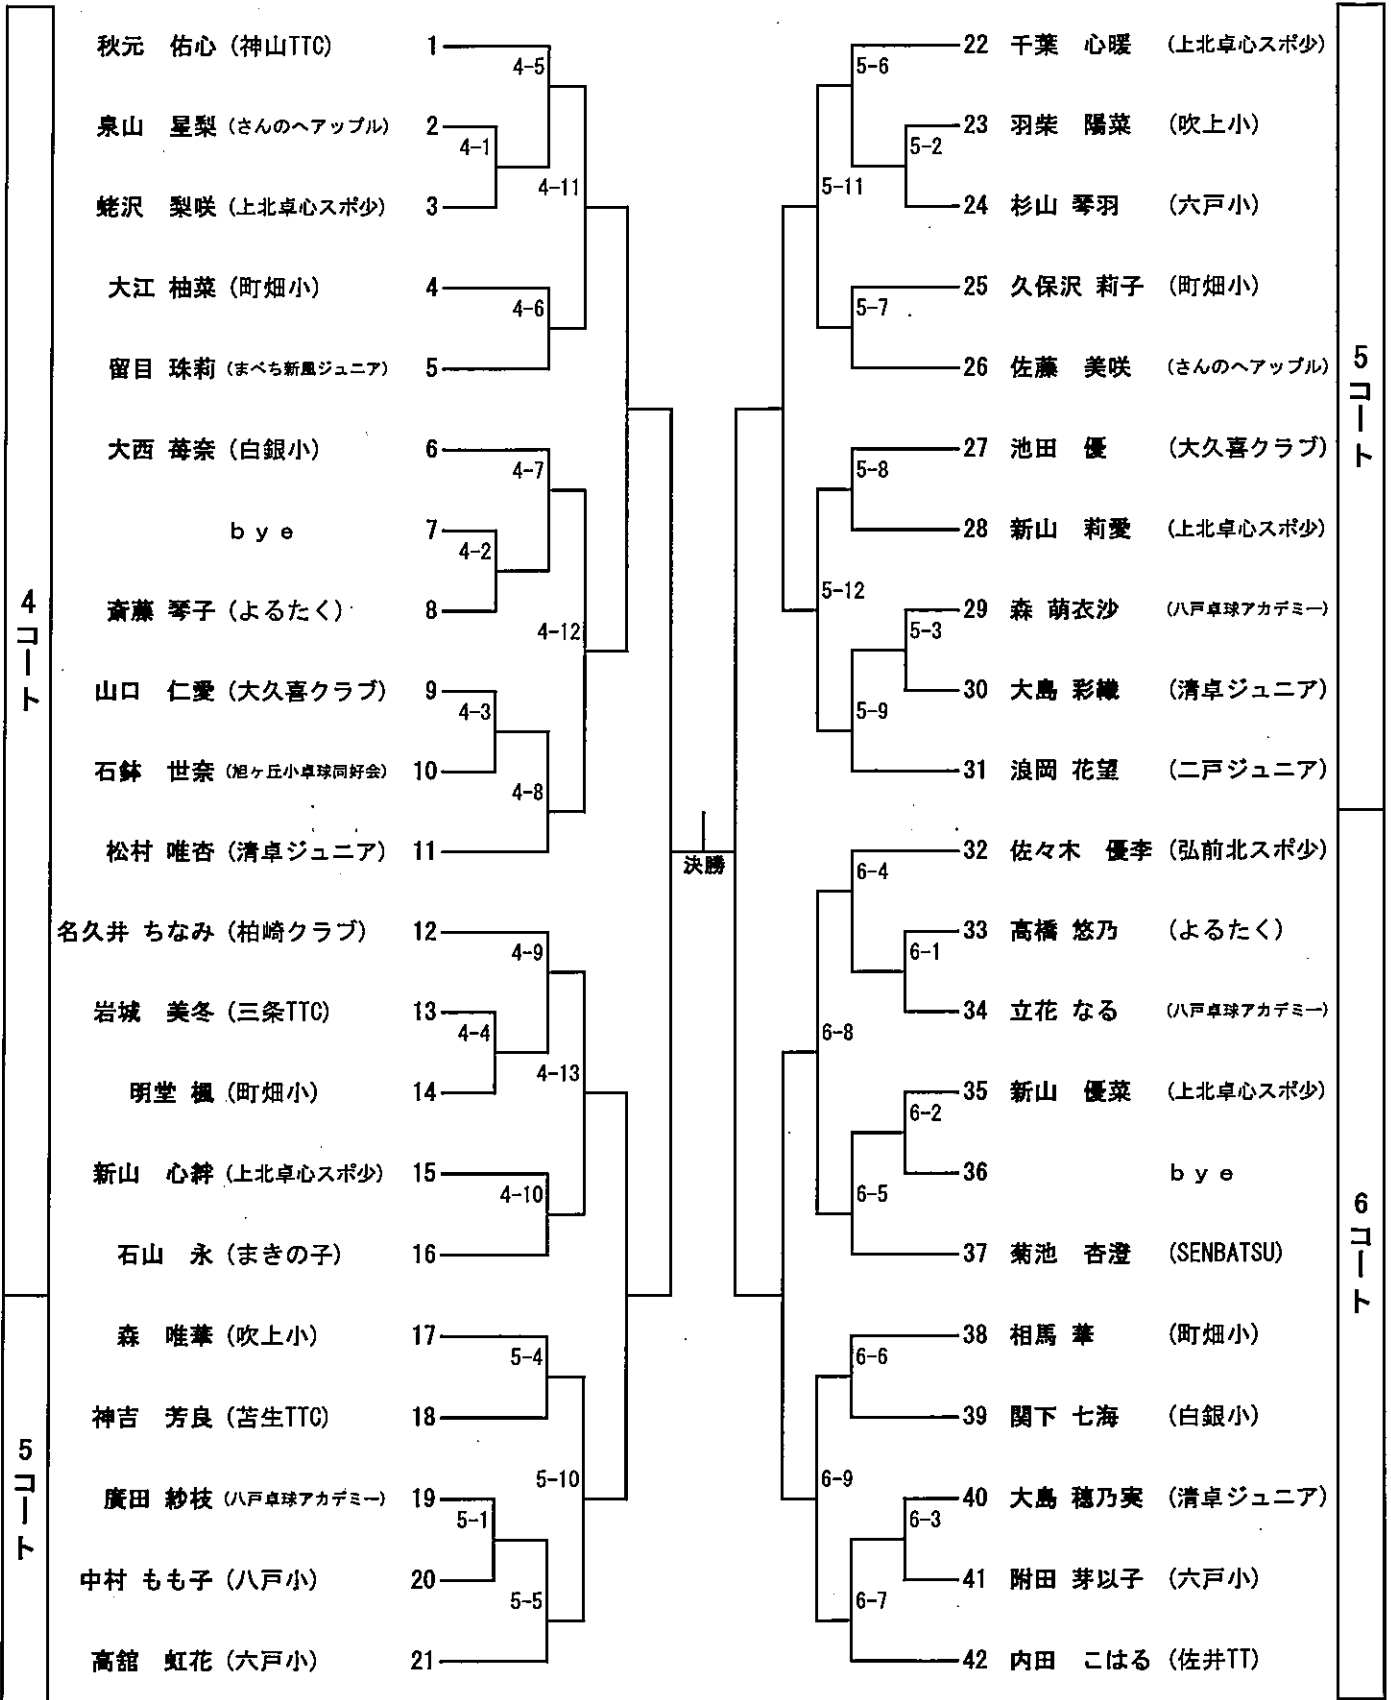 4コート
5コート
秋元 佑心 (神山TTC) 1
泉山 星梨 (さんのへアップル) 2
蛯沢 梨咲 (上北卓心スポ少) 3
大江 柚菜 (町畑小) 4
留目 珠莉 (まべち新風ジュニア) 5
大西 苺奈 (白銀小) 6
bye 7
斎藤 琴子 (よるたく) 8
山口 仁愛 (大久喜クラブ) 9
石鉢 世奈 (旭ヶ丘小卓球同好会) 10
松村 唯杏 (清卓ジュニア) 11
名久井 ちなみ (柏崎クラブ) 12
岩城 美冬 (三条TTC) 13
明堂 楓 (町畑小) 14
新山 心絆 (上北卓心スポ少) 15
石山 永 (まきの子) 16
森 唯華 (吹上小) 17
神吉 芳良 (苫生TTC) 18
廣田 紗枝 (八戸卓球アカデミー) 19
中村 もも子 (八戸小) 20
高舘 虹花 (六戸小) 21
4-5
4-1
4-11
4-6
4-7
4-2
4-12
4-3
4-8
4-9
4-4
4-13
4-10
5-4
5-10
5-1
5-5
決勝
5-6
5-2
5-11
5-7
5-8
5-12
5-3
5-9
6-4
6-1
6-8
6-2
6-5
6-6
6-9
6-3
6-7
22 千葉 心暖 (上北卓心スポ少)
23 羽柴 陽菜 (吹上小)
24 杉山 琴羽 (六戸小)
25 久保沢 莉子 (町畑小)
26 佐藤 美咲 (さんのへアップル)
27 池田 優 (大久喜クラブ)
28 新山 莉愛 (上北卓心スポ少)
29 森 萌衣沙 (八戸卓球アカデミー)
30 大島 彩織 (清卓ジュニア)
31 浪岡 花望 (二戸ジュニア)
32 佐々木 優李 (弘前北スポ少)
33 高橋 悠乃 (よるたく)
34 立花 なる (八戸卓球アカデミー)
35 新山 優菜 (上北卓心スポ少)
36 bye
37 菊池 杏澄 (SENBATSU)
38 相馬 華 (町畑小)
39 関下 七海 (白銀小)
40 大島 穂乃実 (清卓ジュニア)
41 附田 芽以子 (六戸小)
42 内田 こはる (佐井TT)
5コート
6コート